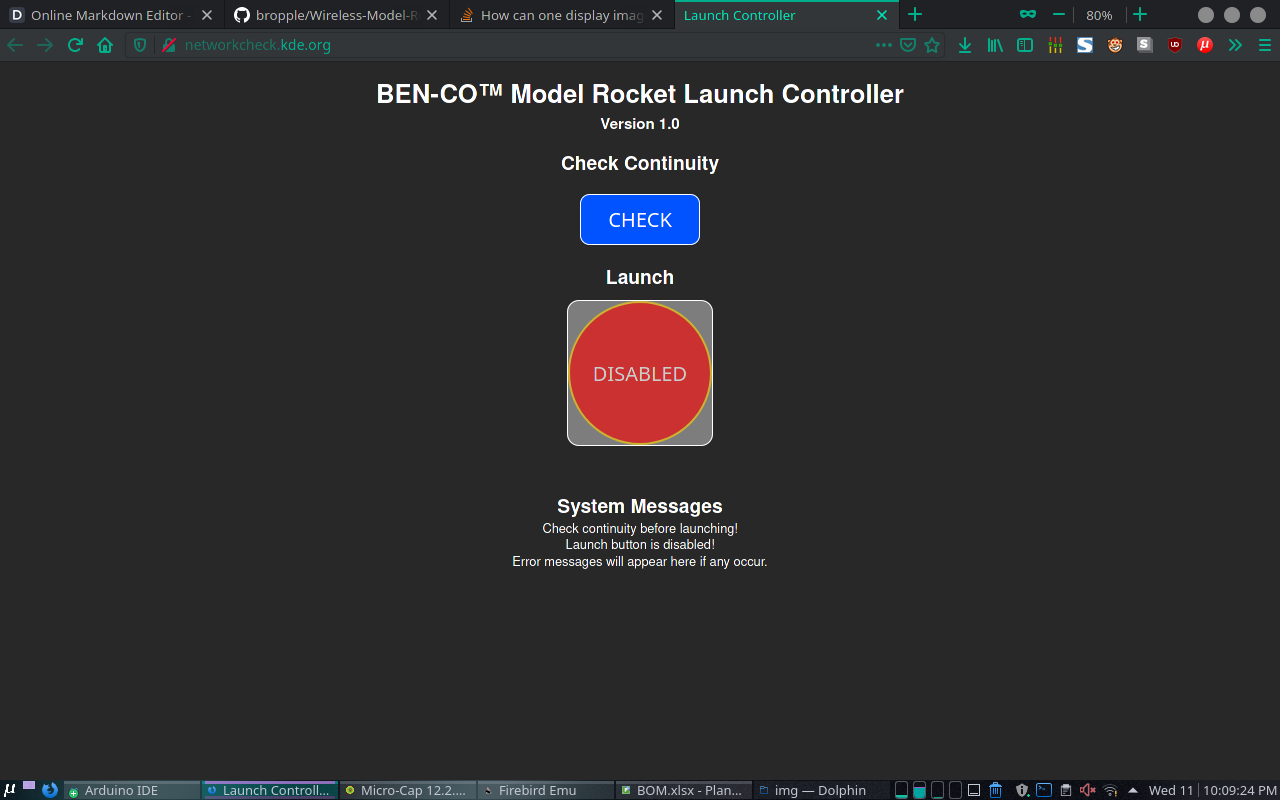 Online Markdown Editor -
bropple/Wireless-Model-R
How can one display imag
Launch Controller
80%
networkcheck.kde.org
BEN-CO™ Model Rocket Launch Controller
Version 1.0
Check Continuity
CHECK
Launch
DISABLED
System Messages
Check continuity before launching!
Launch button is disabled!
Error messages will appear here if any occur.
Arduino IDE
Launch Controll...
Micro-Cap 12.2....
Firebird Emu
BOM.xlsx - Plan...
img — Dolphin
Wed 11
10:09:24 PM